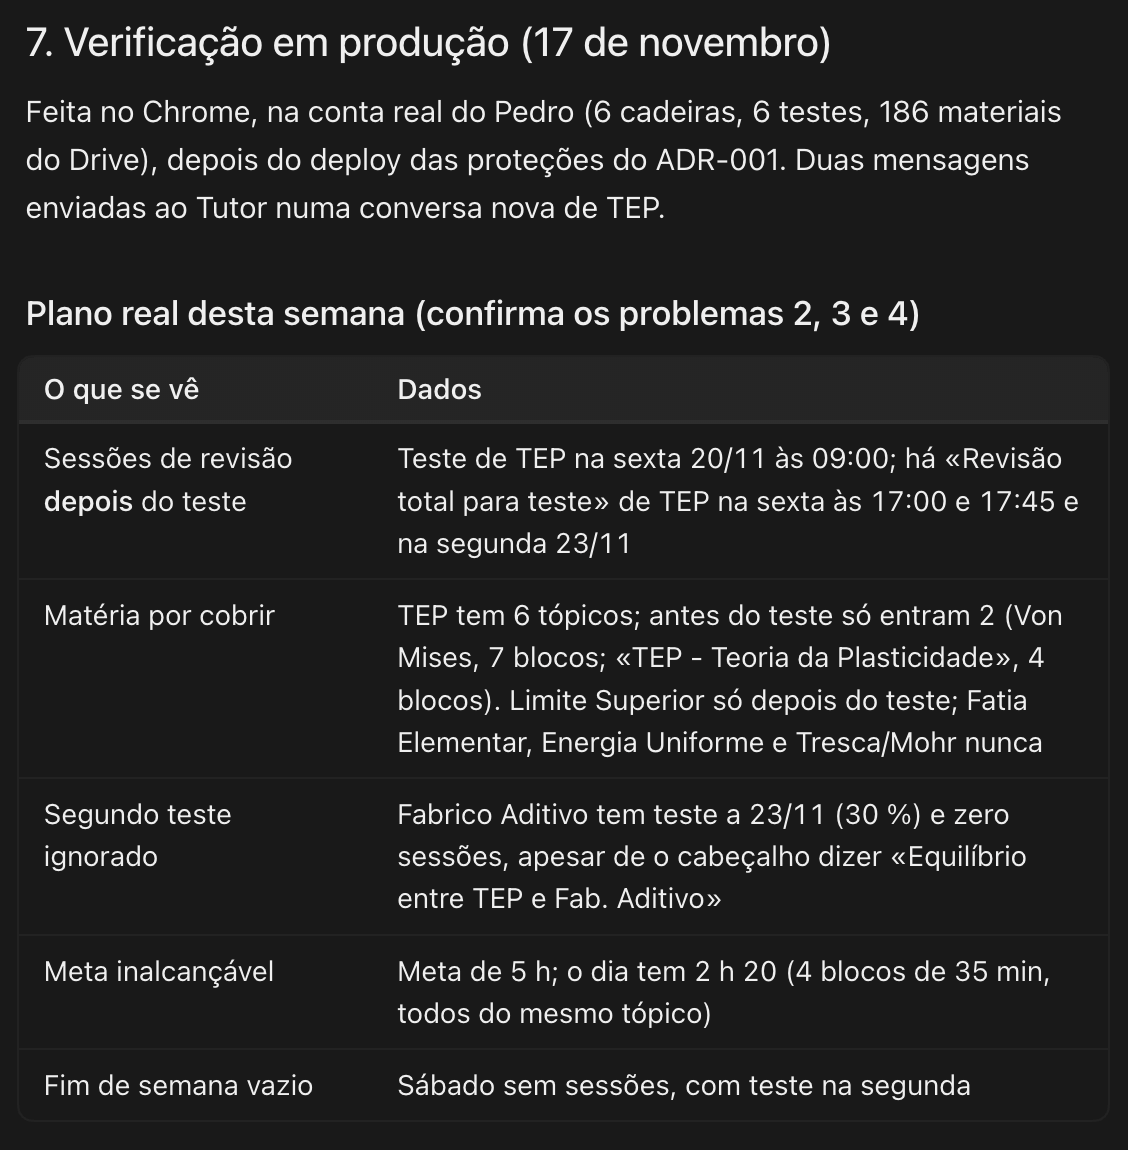 7. Verificação em produção (17 de novembro)
Feita no Chrome, na conta real do Pedro (6 cadeiras, 6 testes, 186 materiais
do Drive), depois do deploy das proteções do ADR-001. Duas mensagens
enviadas ao Tutor numa conversa nova de TEP.
Plano real desta semana (confirma os problemas 2, 3 e 4)
O que se vê
Dados
Sessões de revisão
depois do teste
Teste de TEP na sexta 20/11 às 09:00; há «Revisão
total para teste» de TEP na sexta às 17:00 e 17:45 e
na segunda 23/11
Matéria por cobrir
TEP tem 6 tópicos; antes do teste só entram 2 (Von
Mises, 7 blocos; «TEP - Teoria da Plasticidade», 4
blocos). Limite Superior só depois do teste; Fatia
Elementar, Energia Uniforme e Tresca/Mohr nunca
Segundo teste
ignorado
Fabrico Aditivo tem teste a 23/11 (30 %) e zero
sessões, apesar de o cabeçalho dizer «Equilíbrio
entre TEP e Fab. Aditivo»
Meta inalcançável
Meta de 5 h; o dia tem 2 h 20 (4 blocos de 35 min,
todos do mesmo tópico)
Fim de semana vazio
Sábado sem sessões, com teste na segunda